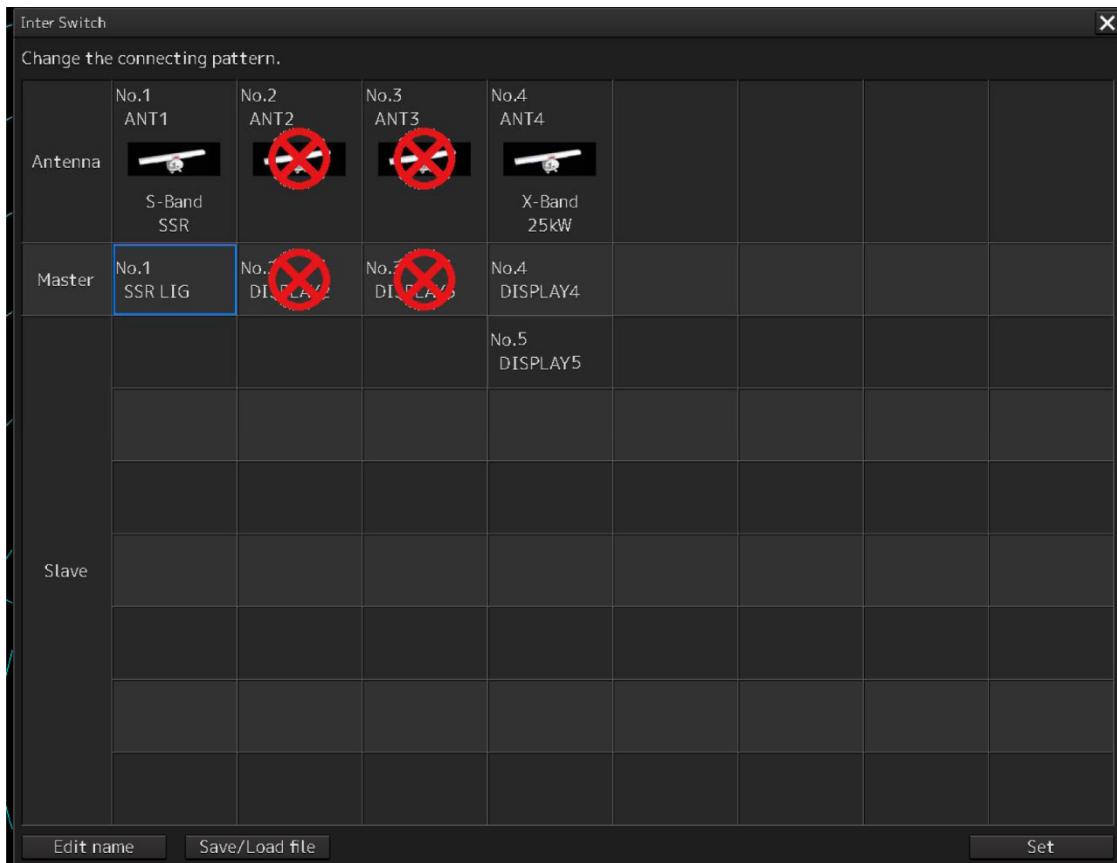 Inter Switch
Change the connecting pattern.
No.1 No.2 No.3 No.4
ANT1 ANT2 ANT3 ANT4
Antenna
S-Band X-Band
SSR 25kW
Master
No.1 No.4
SSR LIG DISPLAY4
No.5
DISPLAY5
Slave
Edit name Save/Load file Set